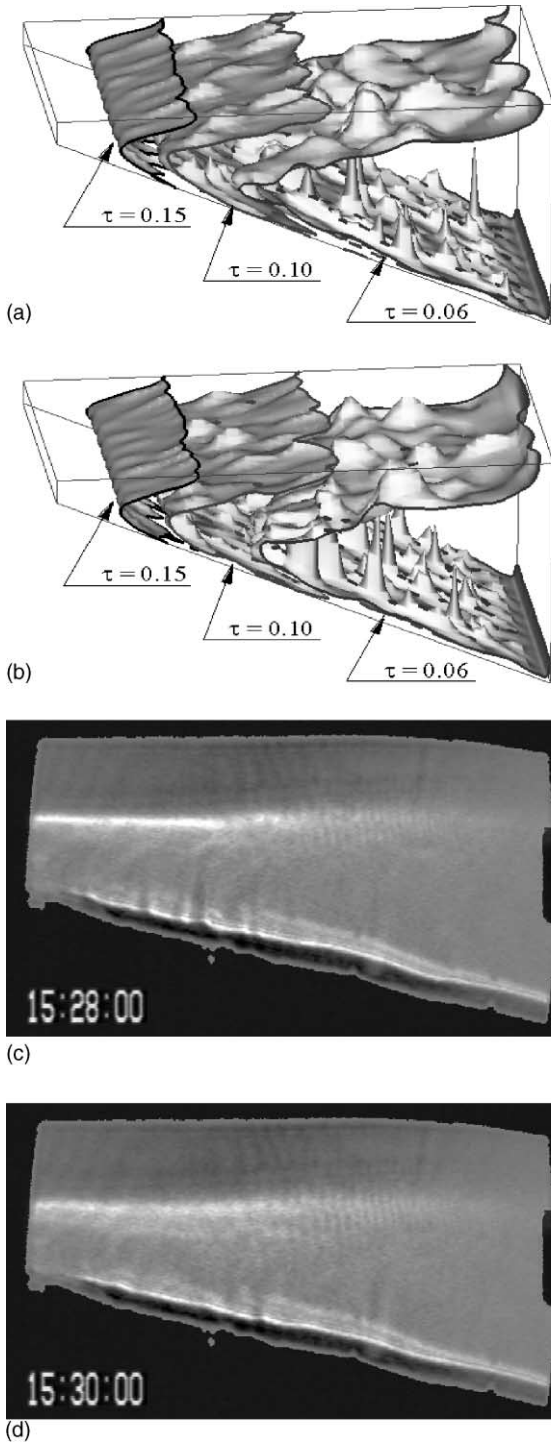 τ = 0.15
τ = 0.10
τ = 0.06
(a)
τ = 0.15
τ = 0.10
τ = 0.06
(b)
15:28:00
(c)
15:30:00
(d)